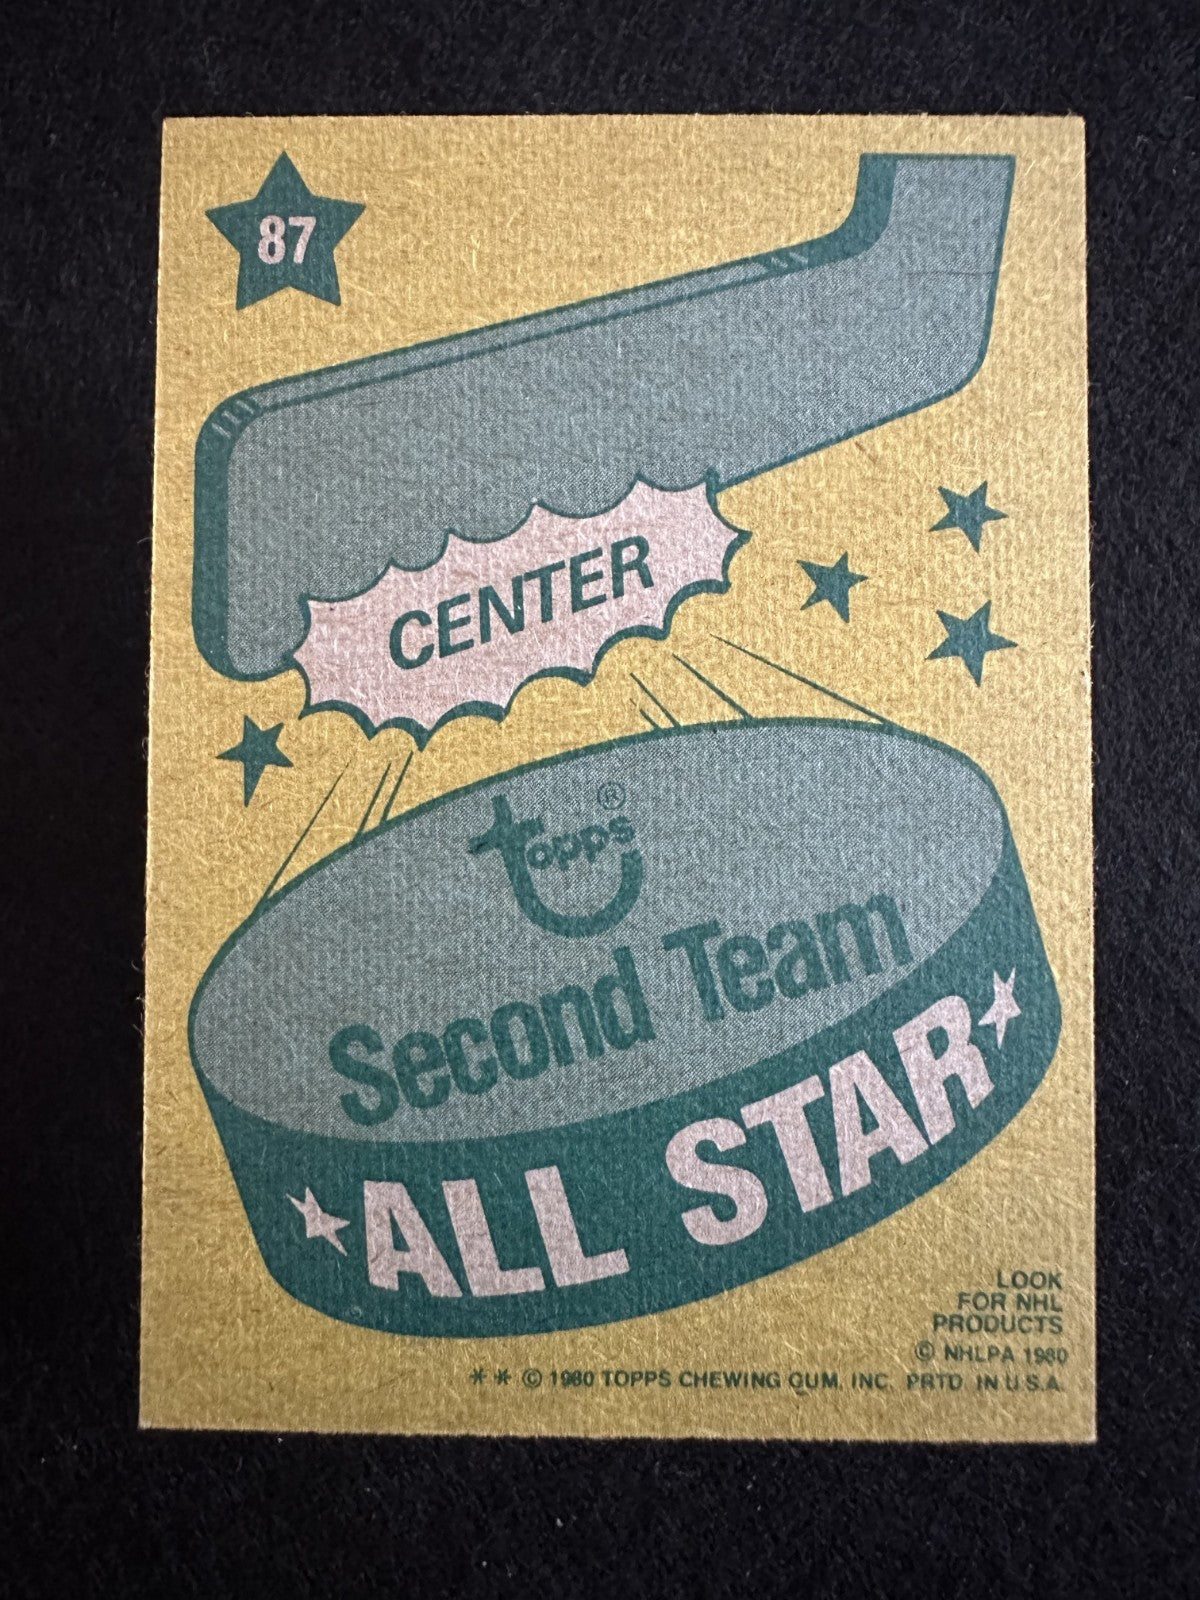 87
CENTER
topps®
Second Team
ALL STAR
LOOK
FOR NHL
PRODUCTS
© NHLPA 1980
** © 1980 TOPPS CHEWING GUM, INC. PRTD. IN U.S.A.